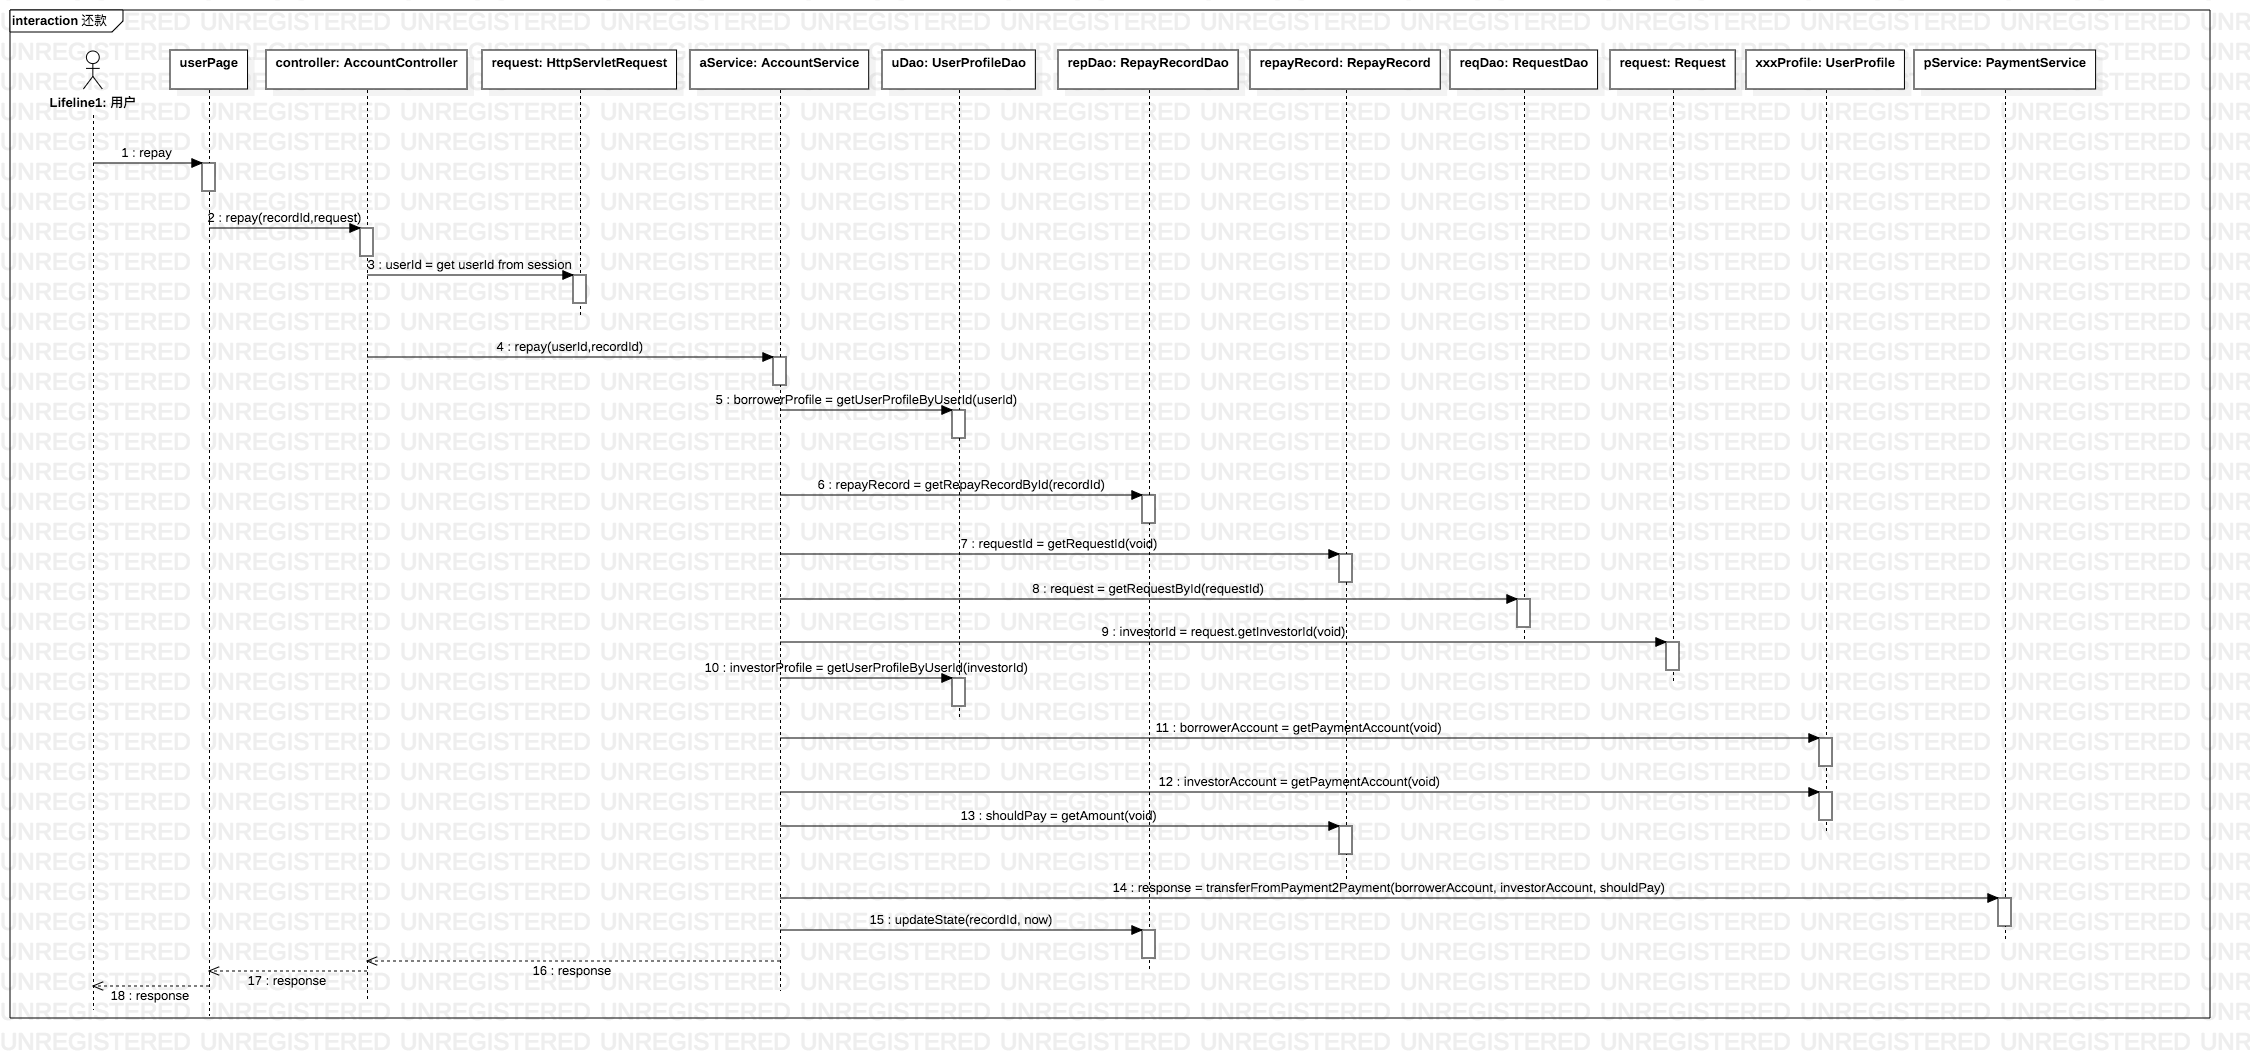 interaction 还款
Lifeline1: 用户
userPage
controller: AccountController
request: HttpServletRequest
aService: AccountService
uDao: UserProfileDao
repDao: RepayRecordDao
repayRecord: RepayRecord
reqDao: RequestDao
request: Request
xxxProfile: UserProfile
pService: PaymentService
1 : repay
2 : repay(recordId,request)
3 : userId = get userId from session
4 : repay(userId,recordId)
5 : borrowerProfile = getUserProfileByUserId(userId)
6 : repayRecord = getRepayRecordById(recordId)
7 : requestId = getRequestId(void)
8 : request = getRequestById(requestId)
9 : investorId = request.getInvestorId(void)
10 : investorProfile = getUserProfileByUserId(investorId)
11 : borrowerAccount = getPaymentAccount(void)
12 : investorAccount = getPaymentAccount(void)
13 : shouldPay = getAmount(void)
14 : response = transferFromPayment2Payment(borrowerAccount, investorAccount, shouldPay)
15 : updateState(recordId, now)
16 : response
17 : response
18 : response
UNREGISTERED